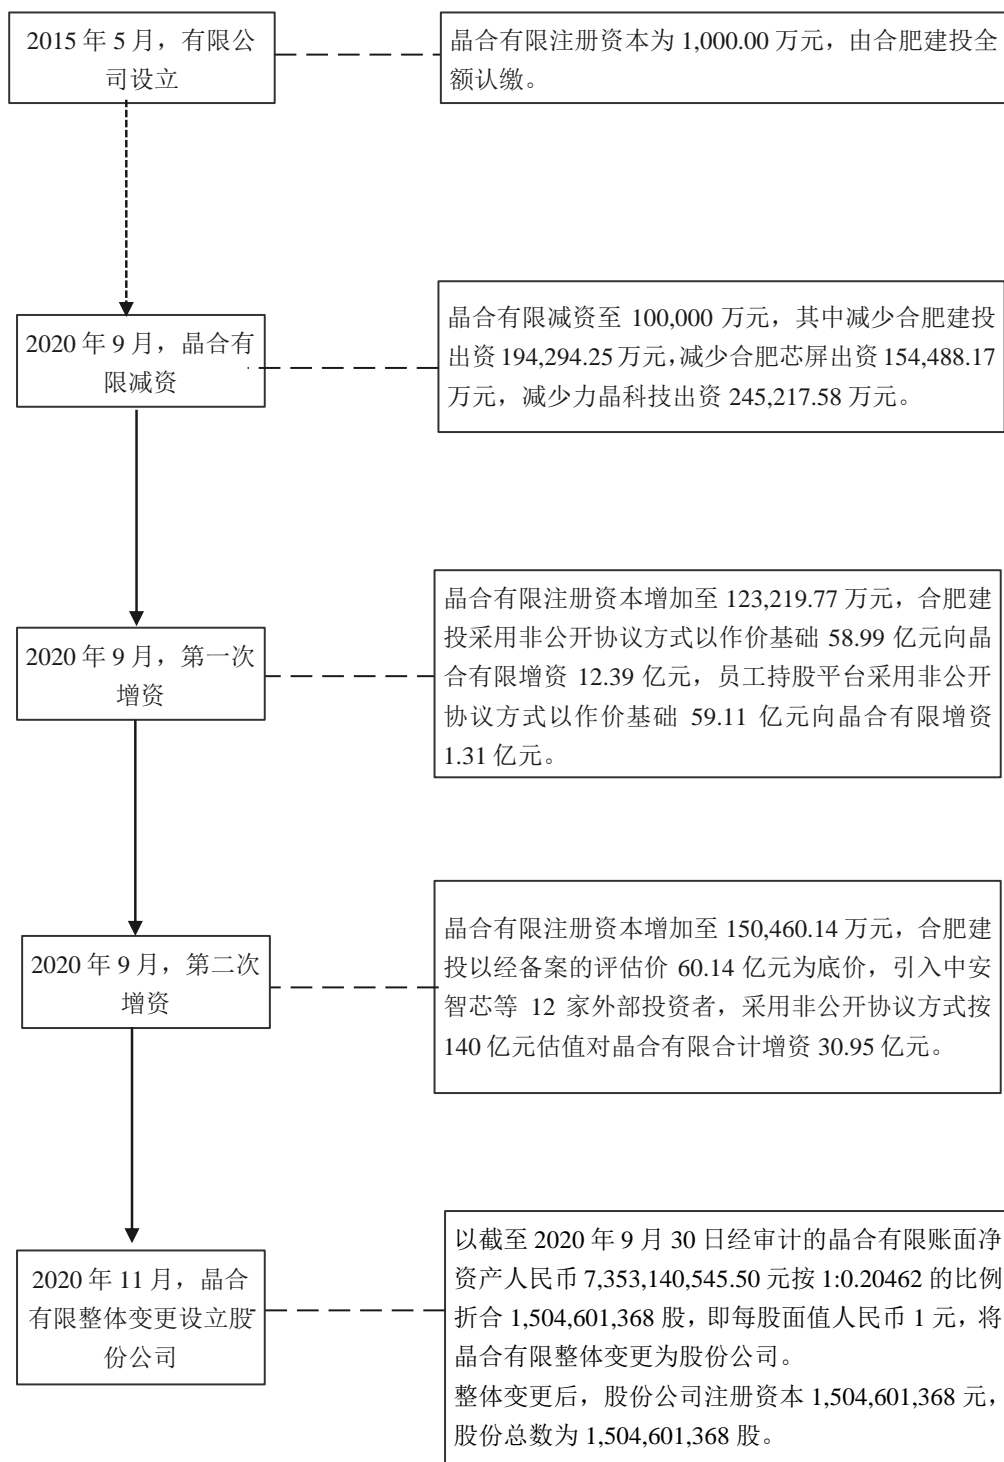 2015 年 5 月，有限公
司设立
晶合有限注册资本为 1,000.00 万元，由合肥建投全
额认缴。
2020 年 9 月，晶合有
限减资
晶合有限减资至 100,000 万元，其中减少合肥建投
出资 194,294.25 万元，减少合肥芯屏出资 154,488.17
万元，减少力晶科技出资 245,217.58 万元。
2020 年 9 月，第一次
增资
晶合有限注册资本增加至 123,219.77 万元，合肥建
投采用非公开协议方式以作价基础 58.99 亿元向晶
合有限增资 12.39 亿元，员工持股平台采用非公开
协议方式以作价基础 59.11 亿元向晶合有限增资
1.31 亿元。
2020 年 9 月，第二次
增资
晶合有限注册资本增加至 150,460.14 万元，合肥建
投以经备案的评估价 60.14 亿元为底价，引入中安
智芯等 12 家外部投资者，采用非公开协议方式按
140 亿元估值对晶合有限合计增资 30.95 亿元。
2020 年 11 月，晶合
有限整体变更设立股
份公司
以截至 2020 年 9 月 30 日经审计的晶合有限账面净
资产人民币 7,353,140,545.50 元按 1:0.20462 的比例
折合 1,504,601,368 股，即每股面值人民币 1 元，将
晶合有限整体变更为股份公司。
整体变更后，股份公司注册资本 1,504,601,368 元，
股份总数为 1,504,601,368 股。